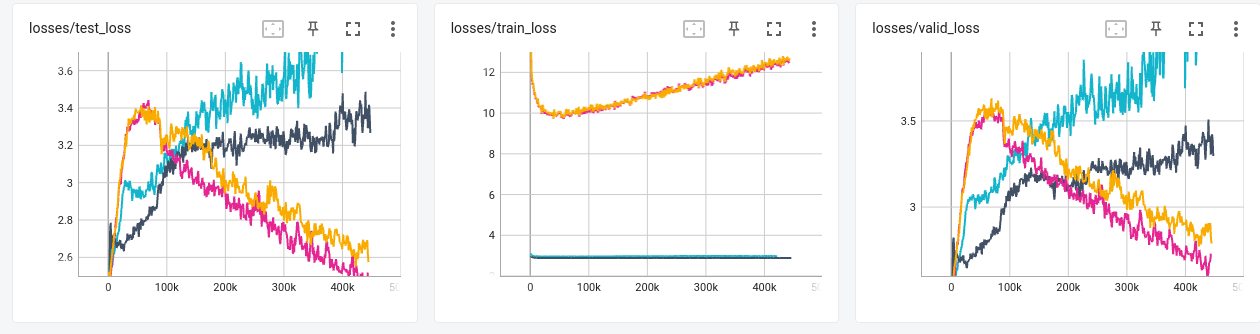 losses/test_loss
3.6
3.4
3.2
3
2.8
2.6
0 100k 200k 300k 400k
losses/train_loss
12
10
8
6
4
0 100k 200k 300k 400k
losses/valid_loss
3.5
3
0 100k 200k 300k 400k